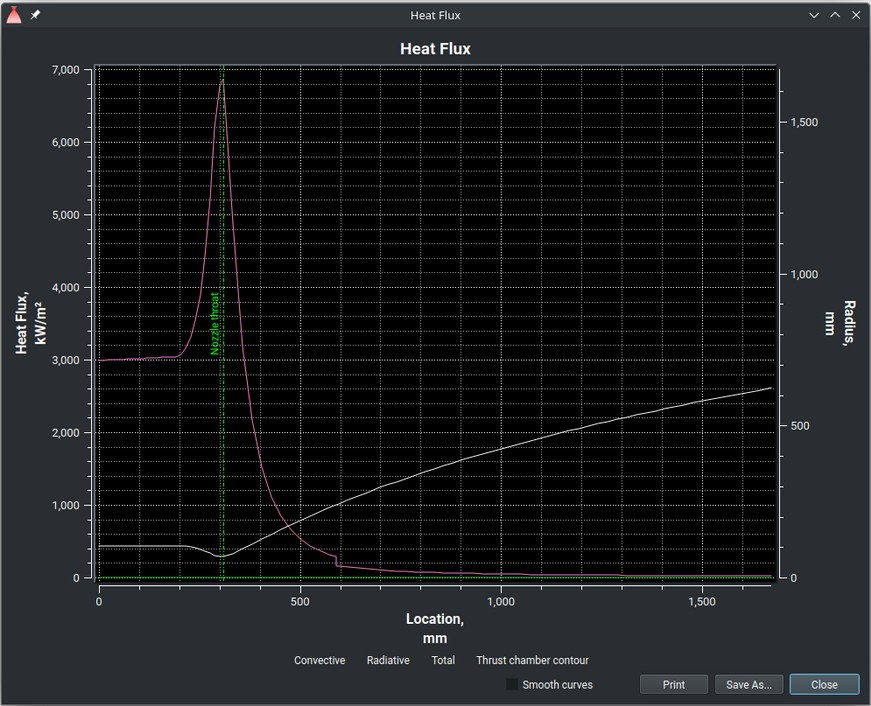 Heat Flux
Heat Flux
7,000
6,000
5,000
4,000
3,000
2,000
1,000
0
Heat Flux,
kW/m²
Nozzle throat
1,500
1,000
500
0
Radius,
mm
0
500
1,000
1,500
Location,
mm
Convective Radiative Total Thrust chamber contour
Smooth curves Print Save As... Close